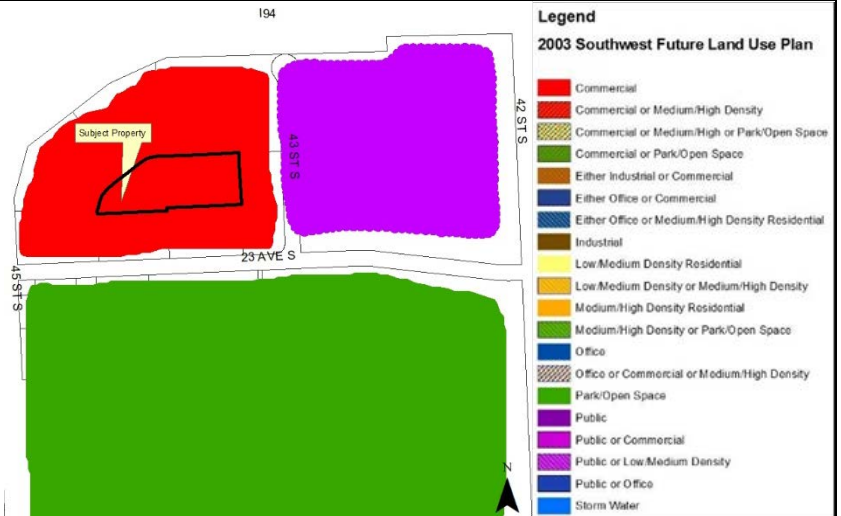 I94
Subject Property
43 ST S
42 ST S
23 AVE S
45 ST S
N
Legend
2003 Southwest Future Land Use Plan
Commercial
Commercial or Medium/High Density
Commercial or Medium/High or Park/Open Space
Commercial or Park/Open Space
Either Industrial or Commercial
Either Office or Commercial
Either Office or Medium/High Density Residential
Industrial
Low/Medium Density Residential
Low/Medium Density or Medium/High Density
Medium/High Density Residential
Medium/High Density or Park/Open Space
Office
Office or Commercial or Medium/High Density
Park/Open Space
Public
Public or Commercial
Public or Low/Medium Density
Public or Office
Storm Water